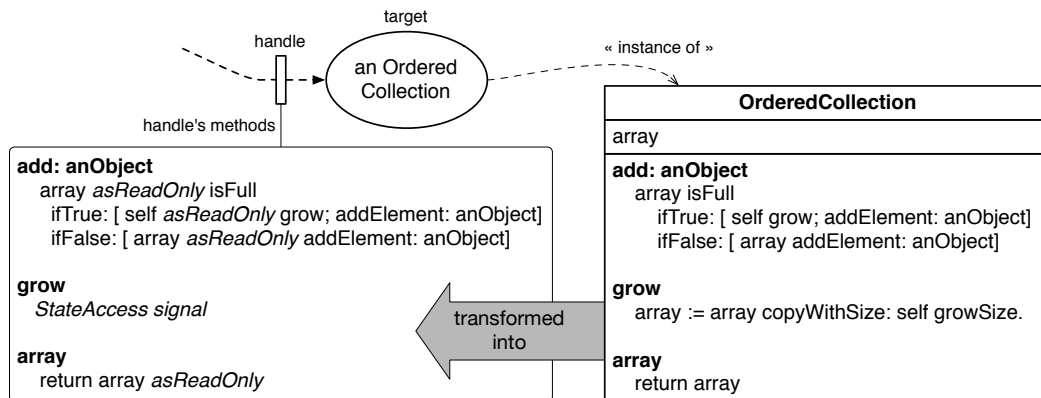 target
handle
« instance of »
an Ordered
Collection
handle's methods
add: anObject
array asReadOnly isFull
ifTrue: [ self asReadOnly grow; addElement: anObject]
ifFalse: [ array asReadOnly addElement: anObject]
grow
StateAccess signal
array
return array asReadOnly
transformed
into
OrderedCollection
array
add: anObject
array isFull
ifTrue: [ self grow; addElement: anObject]
ifFalse: [ array addElement: anObject]
grow
array := array copyWithSize: self growSize.
array
return array